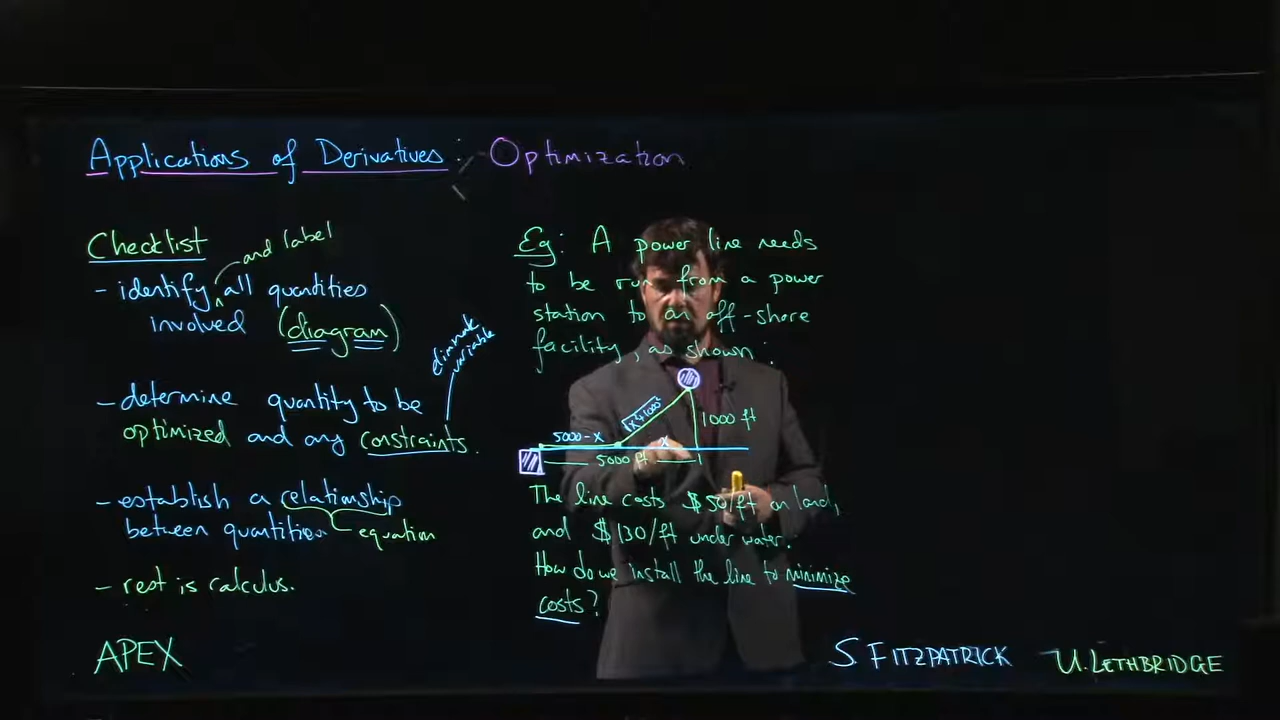 Applications of Derivatives: Optimization
Checklist
and label
- identify all quantities
involved (diagram)
eliminate
variable
- determine quantity to be
optimized and any constraints.
- establish a relationship
between quantities equation
- rest is calculus.
APEX
Eg: A power line needs
to be run from a power
station to an off-shore
facility, as shown:
√x²+1000²
1000 ft
5000-x
x
5000 ft
The line costs $50/ft on land,
and $130/ft under water.
How do we install the line to minimize
costs?
S. FITZPATRICK U. LETHBRIDGE